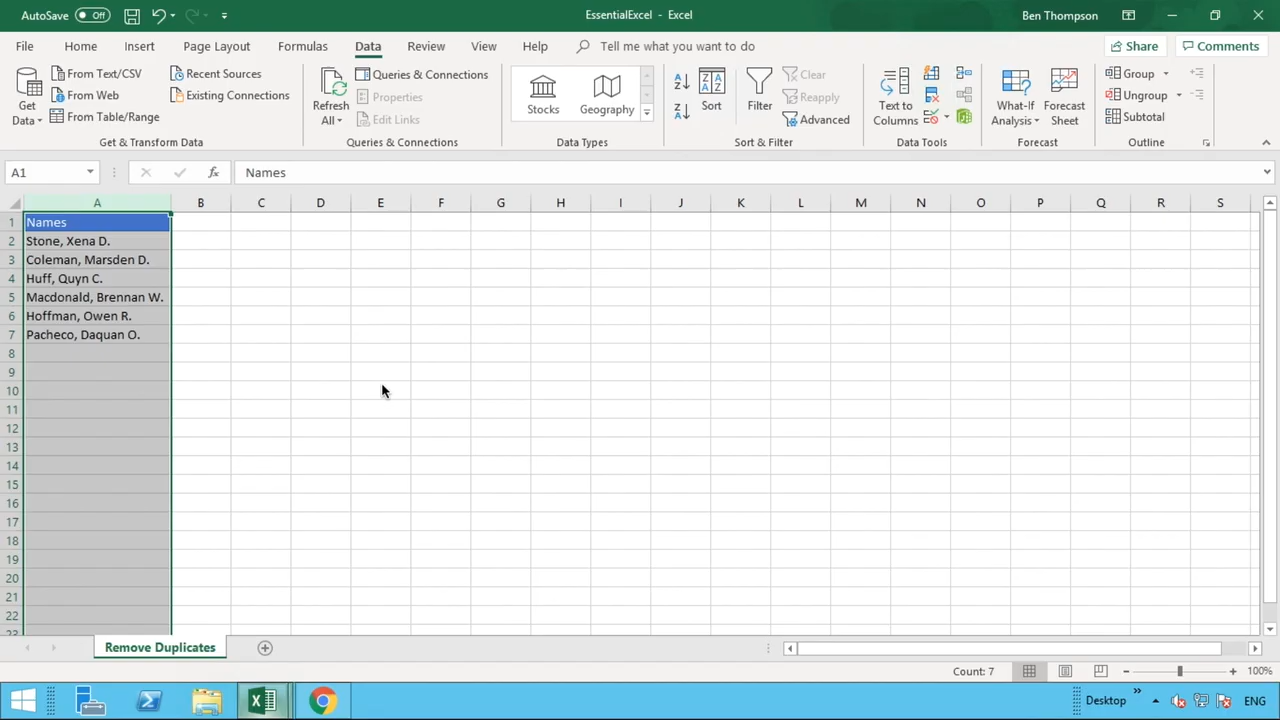 AutoSave Off EssentialExcel - Excel Ben Thompson
File Home Insert Page Layout Formulas Data Review View Help Tell me what you want to do Share Comments
Get Data
From Text/CSV
From Web
From Table/Range
Recent Sources
Existing Connections
Get & Transform Data
Refresh All
Queries & Connections
Properties
Edit Links
Queries & Connections
Stocks
Geography
Data Types
Sort
Filter
Clear
Reapply
Advanced
Sort & Filter
Text to Columns
Data Tools
What-If Analysis
Forecast Sheet
Forecast
Group
Ungroup
Subtotal
Outline
A1 fx Names
A B C D E F G H I J K L M N O P Q R S
1 Names
2 Stone, Xena D.
3 Coleman, Marsden D.
4 Huff, Quyn C.
5 Macdonald, Brennan W.
6 Hoffman, Owen R.
7 Pacheco, Daquan O.
8
9
10
11
12
13
14
15
16
17
18
19
20
21
22
23
Remove Duplicates
Count: 7 100%
Desktop ENG